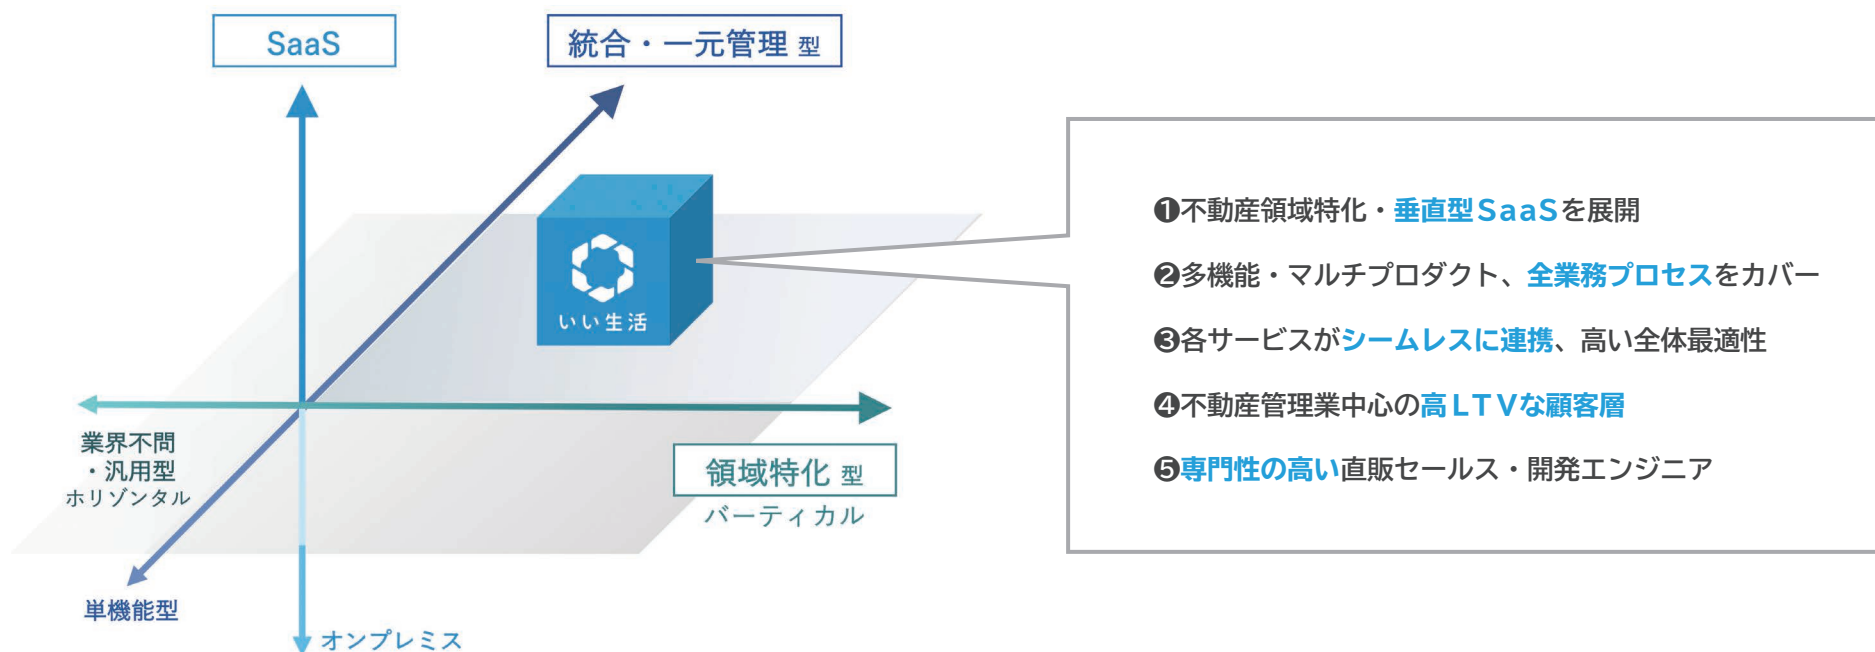 SaaS
統合・一元管理 型
いい生活
業界不問
・汎用型
ホリゾンタル
領域特化 型
バーティカル
単機能型
オンプレミス
❶不動産領域特化・垂直型SaaSを展開
❷多機能・マルチプロダクト、全業務プロセスをカバー
❸各サービスがシームレスに連携、高い全体最適性
❹不動産管理業中心の高LTVな顧客層
❺専門性の高い直販セールス・開発エンジニア